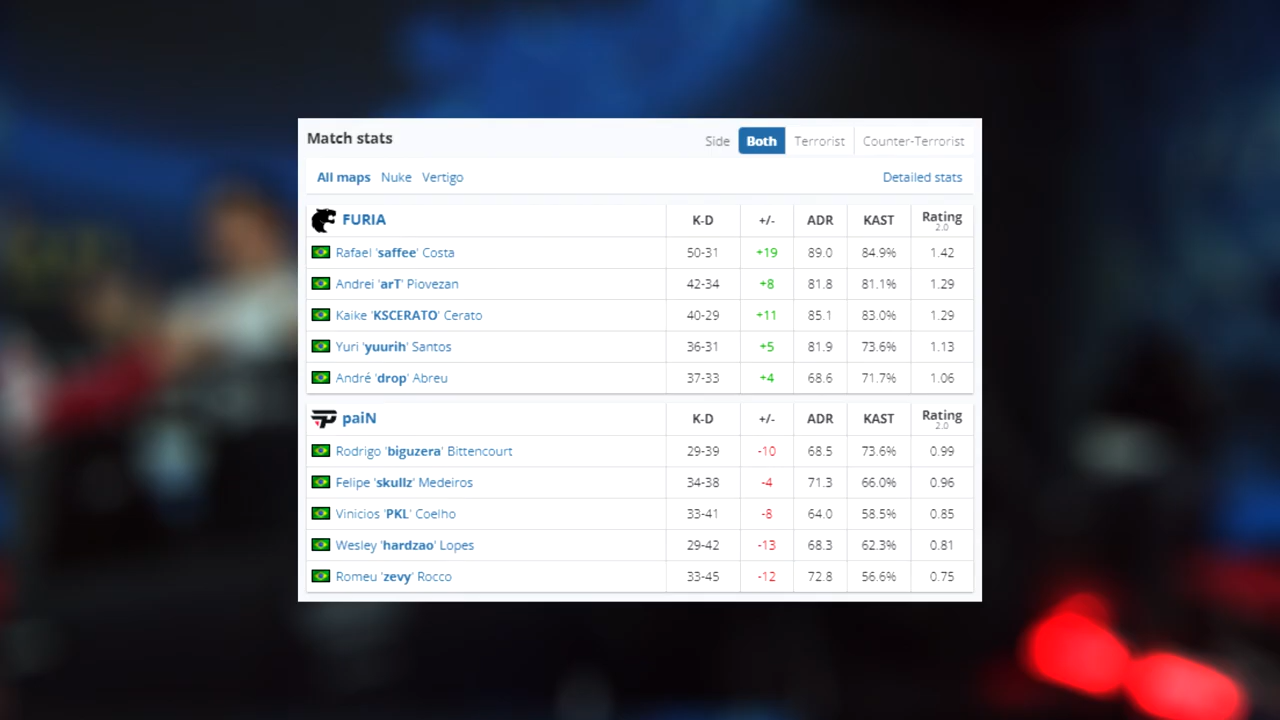 Match stats Side Both Terrorist Counter-Terrorist
All maps Nuke Vertigo Detailed stats
FURIA K-D +/- ADR KAST Rating 2.0
Rafael 'saffee' Costa 50-31 +19 89.0 84.9% 1.42
Andrei 'arT' Piovezan 42-34 +8 81.8 81.1% 1.29
Kaike 'KSCERATO' Cerato 40-29 +11 85.1 83.0% 1.29
Yuri 'yuurih' Santos 36-31 +5 81.9 73.6% 1.13
André 'drop' Abreu 37-33 +4 68.6 71.7% 1.06
paiN K-D +/- ADR KAST Rating 2.0
Rodrigo 'biguzera' Bittencourt 29-39 -10 68.5 73.6% 0.99
Felipe 'skullz' Medeiros 34-38 -4 71.3 66.0% 0.96
Vinicios 'PKL' Coelho 33-41 -8 64.0 58.5% 0.85
Wesley 'hardzao' Lopes 29-42 -13 68.3 62.3% 0.81
Romeu 'zevy' Rocco 33-45 -12 72.8 56.6% 0.75